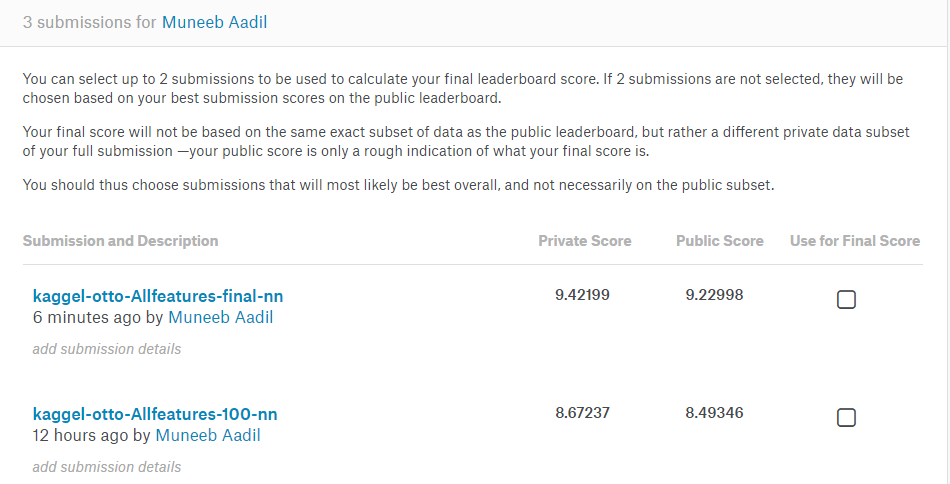 3 submissions for Muneeb Aadil
You can select up to 2 submissions to be used to calculate your final leaderboard score. If 2 submissions are not selected, they will be
chosen based on your best submission scores on the public leaderboard.
Your final score will not be based on the same exact subset of data as the public leaderboard, but rather a different private data subset
of your full submission —your public score is only a rough indication of what your final score is.
You should thus choose submissions that will most likely be best overall, and not necessarily on the public subset.
Submission and Description Private Score Public Score Use for Final Score
kaggel-otto-Allfeatures-final-nn 9.42199 9.22998
6 minutes ago by Muneeb Aadil
add submission details
kaggel-otto-Allfeatures-100-nn 8.67237 8.49346
12 hours ago by Muneeb Aadil
add submission details